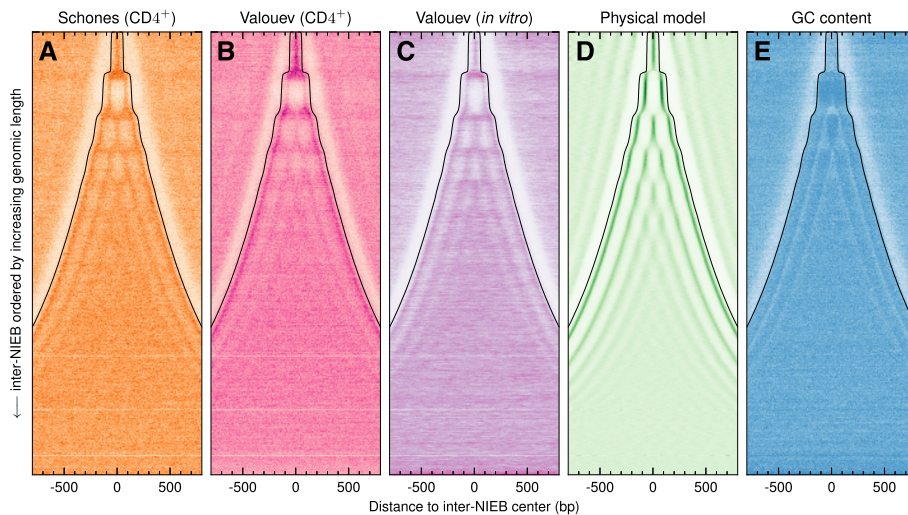 Schones (CD4⁺) Valouev (CD4⁺) Valouev (in vitro) Physical model GC content
A B C D E
⟵ inter-NIEB ordered by increasing genomic length
-500 0 500 -500 0 500 -500 0 500 -500 0 500 -500 0 500
Distance to inter-NIEB center (bp)